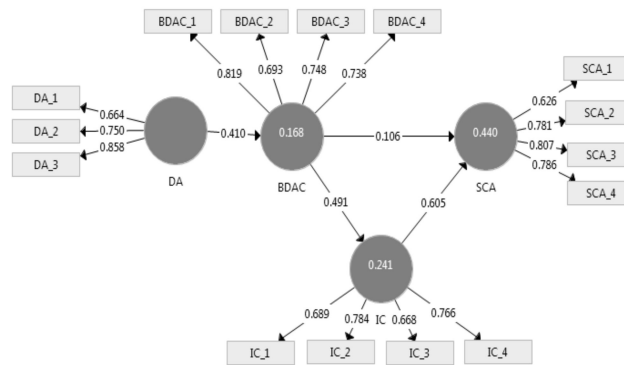 BDAC_1
BDAC_2
BDAC_3
BDAC_4
SCA_1
0.819
0.693
0.748
0.738
0.626
DA_1
0.664
SCA_2
0.781
DA_2
0.750
0.410
0.168
0.106
0.440
0.807
SCA_3
DA_3
0.858
0.786
DA
BDAC
SCA
SCA_4
0.491
0.605
0.241
IC
0.689
0.784
0.668
0.766
IC_1
IC_2
IC_3
IC_4